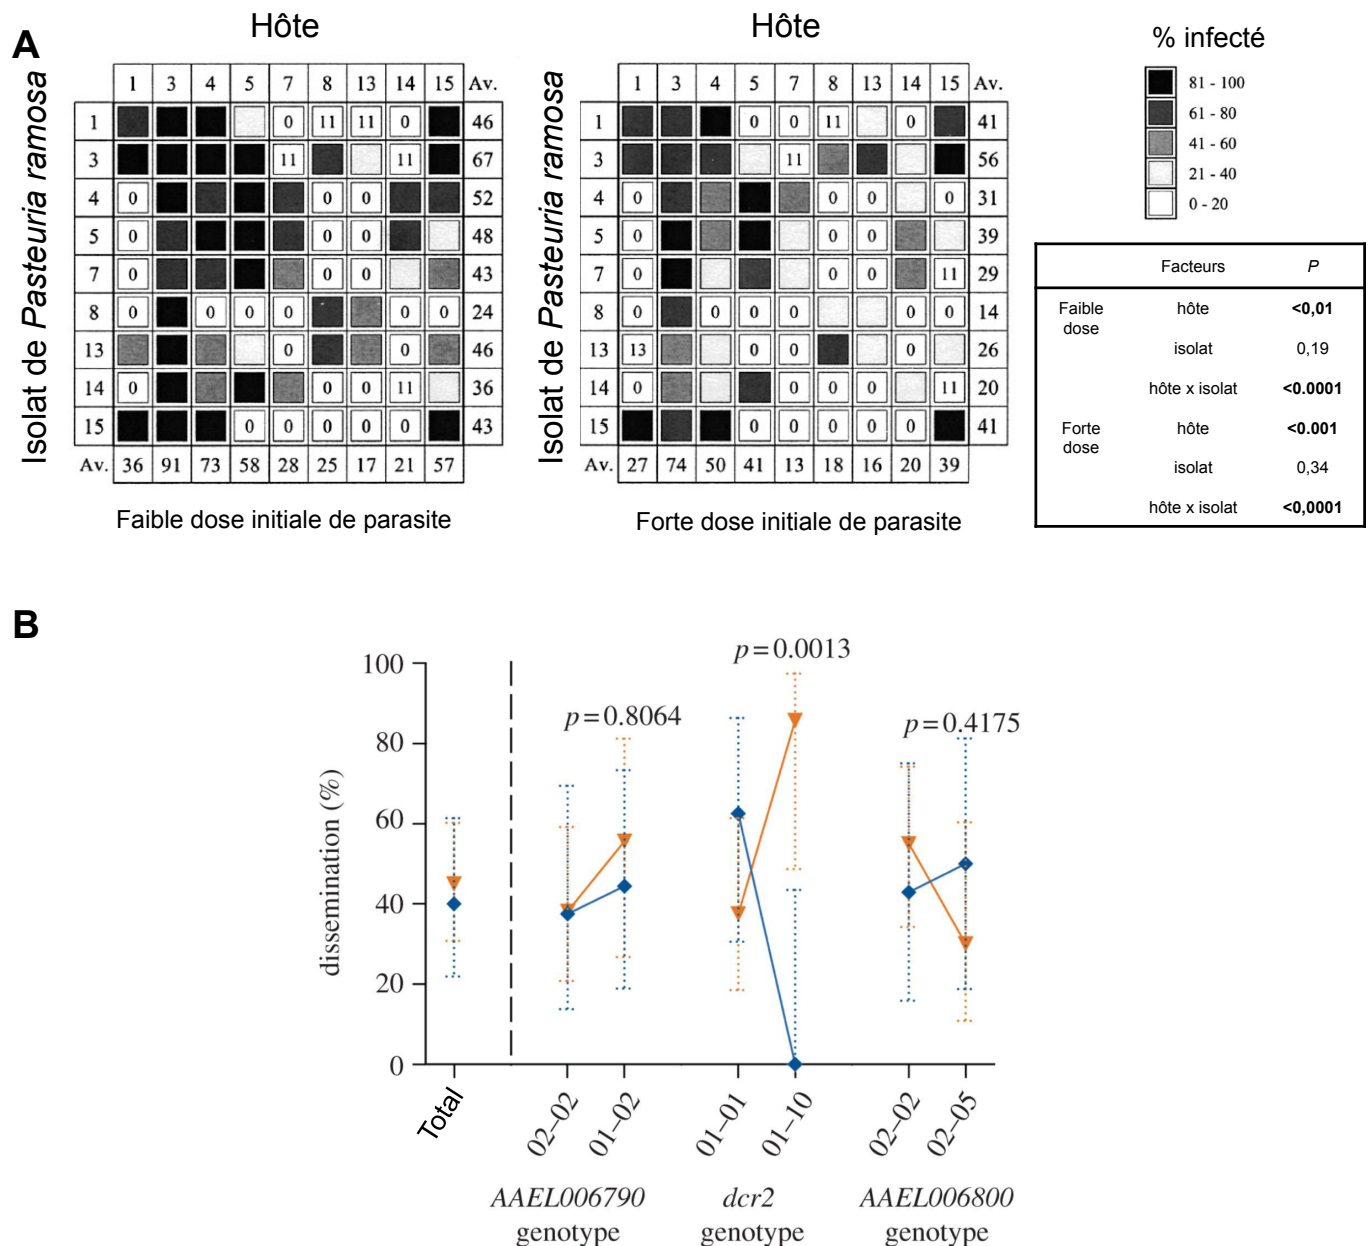 A
Hôte
Isolat de Pasteuria ramosa
1 3 4 5 7 8 13 14 15 Av.
1 0 11 11 0 46
3 11 11 67
4 0 0 0 52
5 0 0 0 48
7 0 0 0 43
8 0 0 0 0 0 0 24
13 0 0 46
14 0 0 0 11 36
15 0 0 0 0 0 43
Av. 36 91 73 58 28 25 17 21 57
Faible dose initiale de parasite
Hôte
Isolat de Pasteuria ramosa
1 3 4 5 7 8 13 14 15
1 0 0 11 0 41
3 11 56
4 0 0 0 0 31
5 0 0 0 39
7 0 0 0 11 29
8 0 0 0 0 0 0 14
13 13 0 0 26
14 0 0 0 0 11 20
15 0 0 0 0 0 41
Av. 27 74 50 41 13 18 16 20 39
Forte dose initiale de parasite
% infecté
81 - 100
61 - 80
41 - 60
21 - 40
0 - 20
Facteurs P
Faible dose hôte <0,01
isolat 0,19
hôte x isolat <0.0001
Forte dose hôte <0.001
isolat 0,34
hôte x isolat <0,0001
B
dissemination (%)
100
80
60
40
20
0
p=0.8064
p=0.0013
p=0.4175
Total
02–02
01–02
01–01
01–10
02–02
02–05
AAEL006790
genotype
dcr2
genotype
AAEL006800
genotype